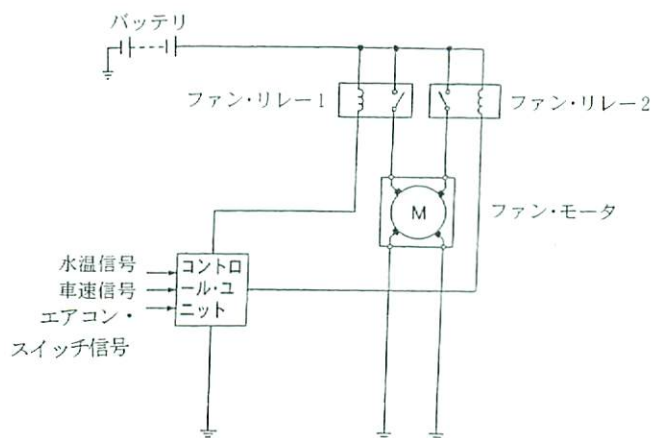 バッテリ
ファン・リレー1
ファン・リレー2
M
ファン・モータ
水温信号
車速信号
エアコン・
スイッチ信号
コントロ
ール・ユ
ニット